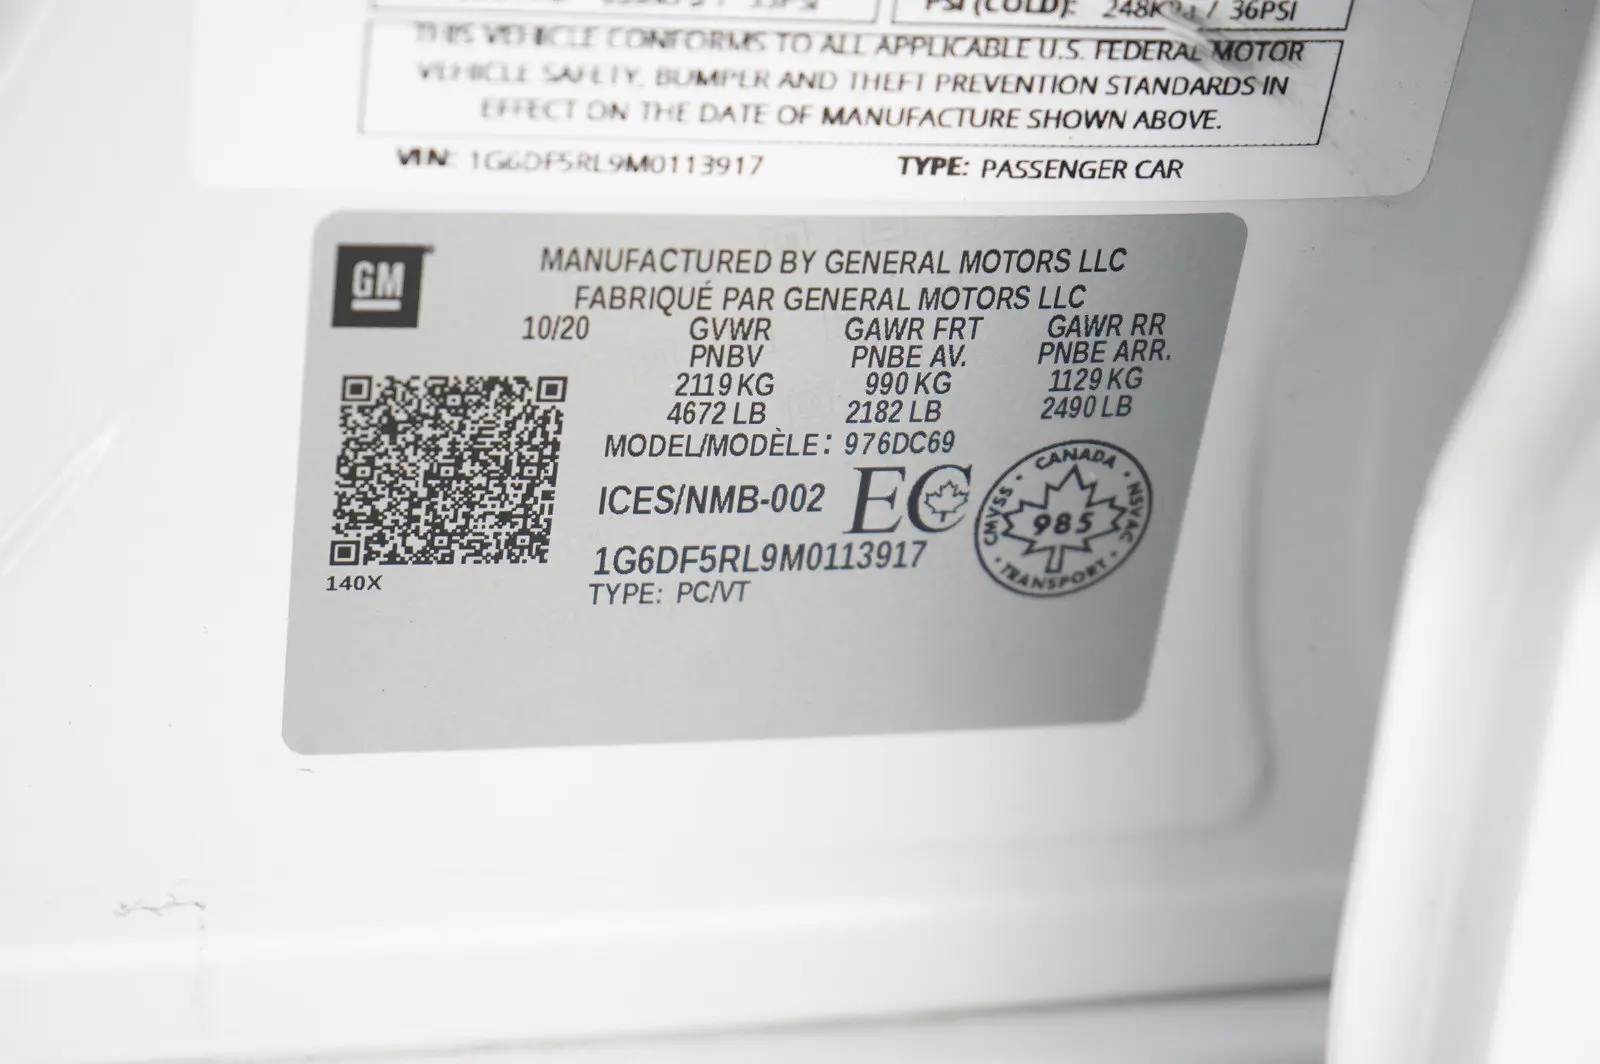 PSI (COLD): 248KPa / 36PSI
THIS VEHICLE CONFORMS TO ALL APPLICABLE U.S. FEDERAL MOTOR
VEHICLE SAFETY, BUMPER AND THEFT PREVENTION STANDARDS IN
EFFECT ON THE DATE OF MANUFACTURE SHOWN ABOVE.
VIN: 1G6DF5RL9M0113917 TYPE: PASSENGER CAR
GM
MANUFACTURED BY GENERAL MOTORS LLC
FABRIQUÉ PAR GENERAL MOTORS LLC
10/20 GVWR GAWR FRT GAWR RR
PNBV PNBE AV. PNBE ARR.
2119 KG 990 KG 1129 KG
4672 LB 2182 LB 2490 LB
MODEL/MODÈLE: 976DC69
ICES/NMB-002 EC
CANADA NSVAC TRANSPORT CMVSS
985
1G6DF5RL9M0113917
TYPE: PC/VT
140X